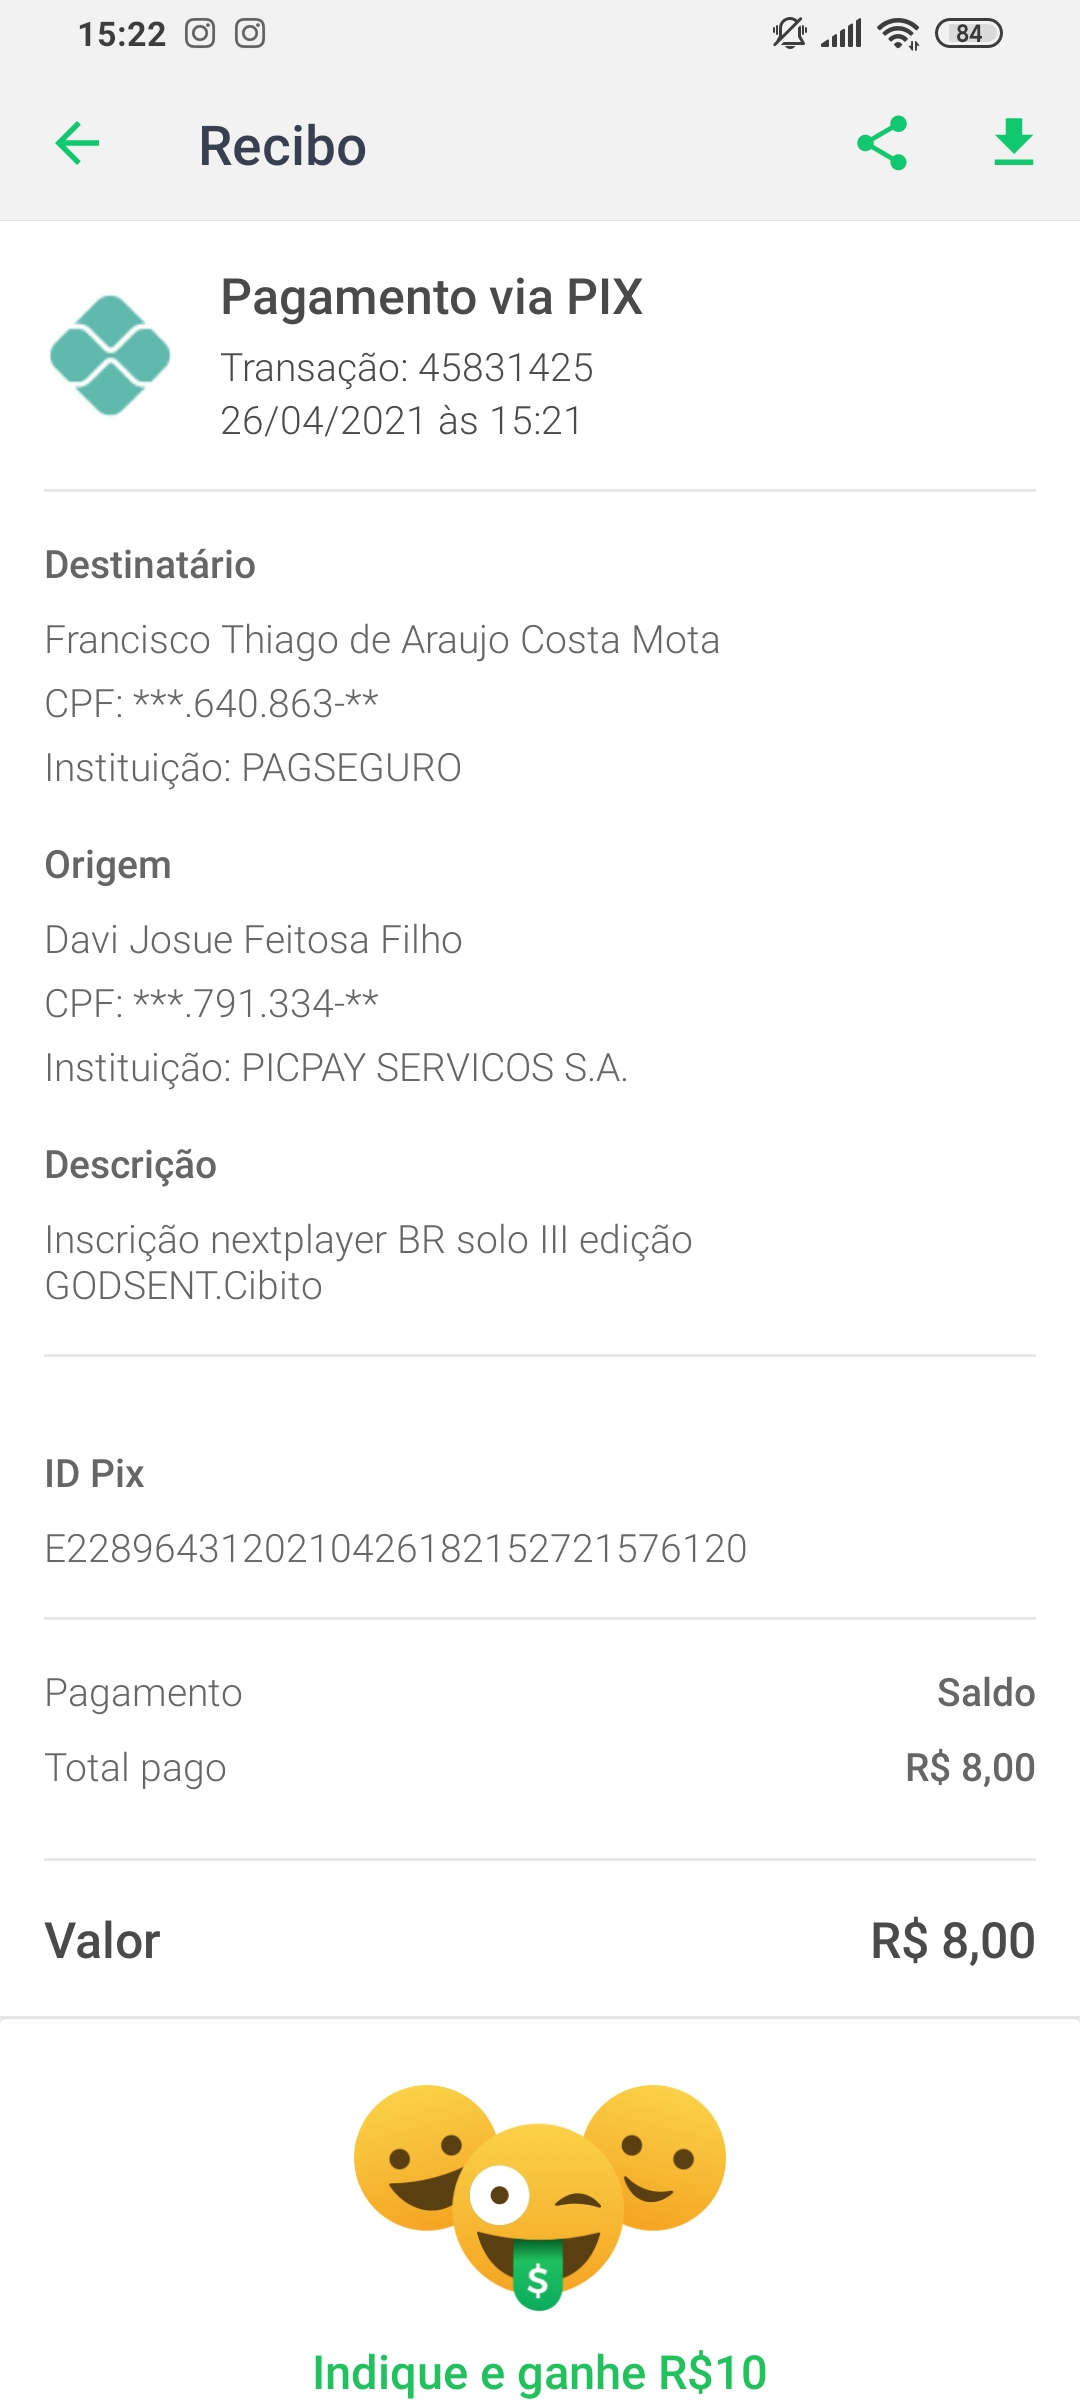 15:22
84
Recibo
Pagamento via PIX
Transação: 45831425
26/04/2021 às 15:21
Destinatário
Francisco Thiago de Araujo Costa Mota
CPF: ***.640.863-**
Instituição: PAGSEGURO
Origem
Davi Josue Feitosa Filho
CPF: ***.791.334-**
Instituição: PICPAY SERVICOS S.A.
Descrição
Inscrição nextplayer BR solo III edição
GODSENT.Cibito
ID Pix
E22896431202104261821527215​76120
Pagamento Saldo
Total pago R$ 8,00
Valor R$ 8,00
$
Indique e ganhe R$10